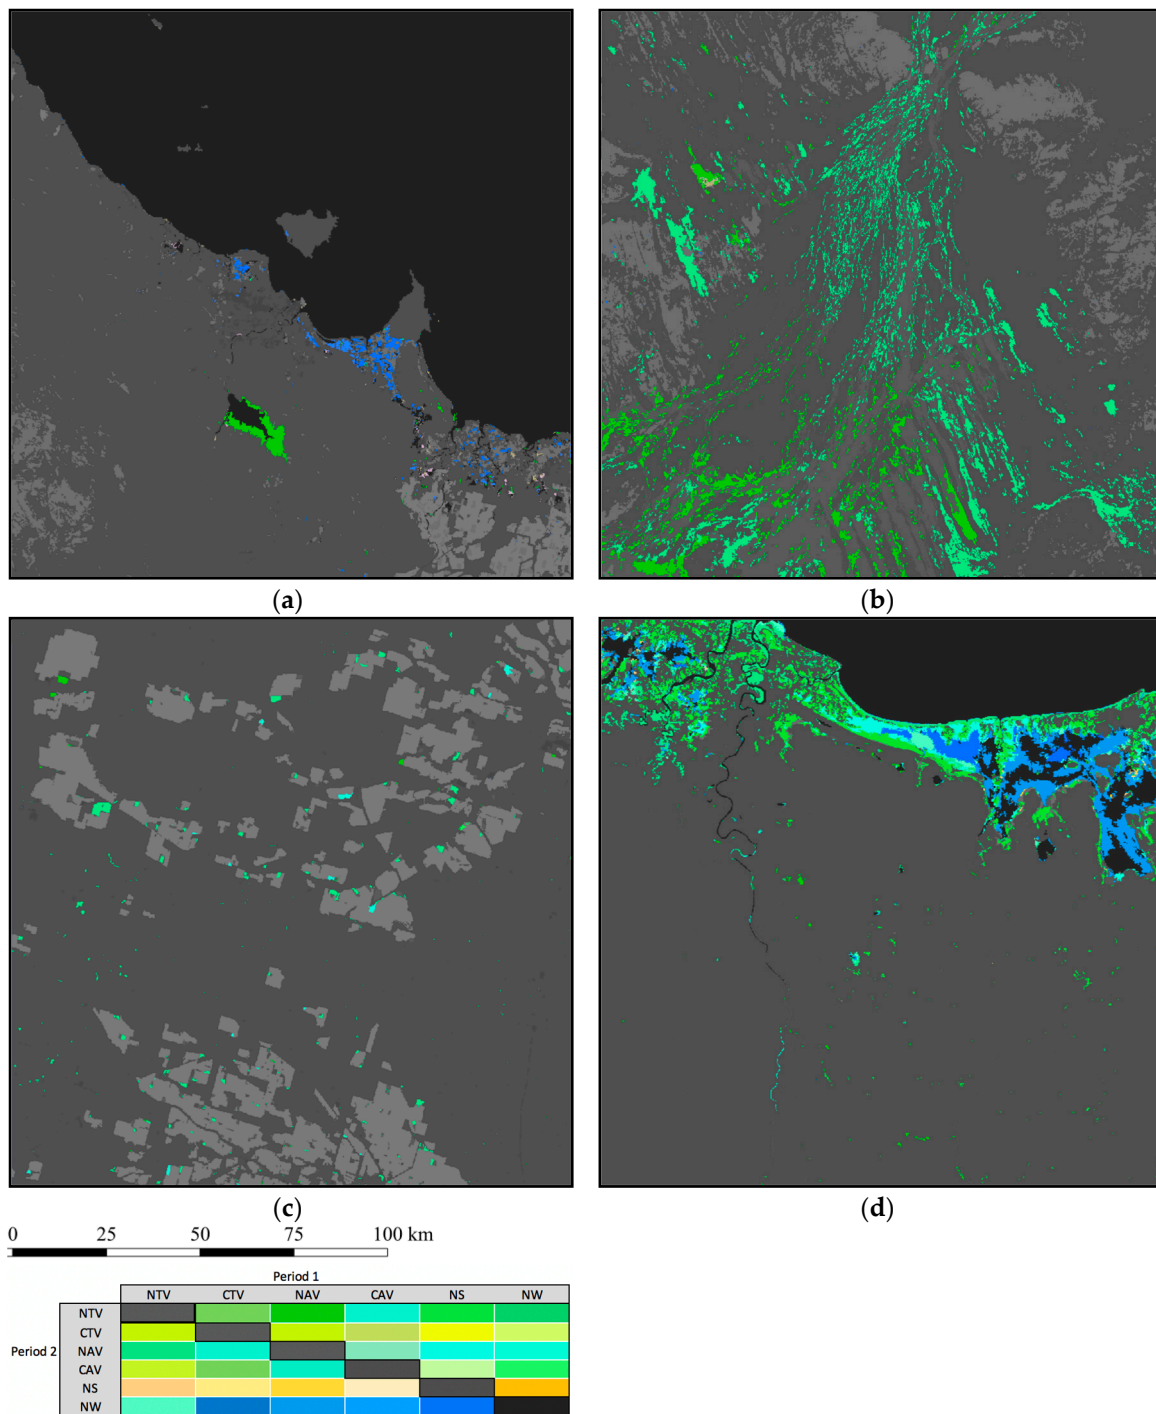 (a)
(b)
(c)
(d)
0 25 50 75 100 km
Period 1
NTV CTV NAV CAV NS NW
NTV
CTV
Period 2 NAV
CAV
NS
NW